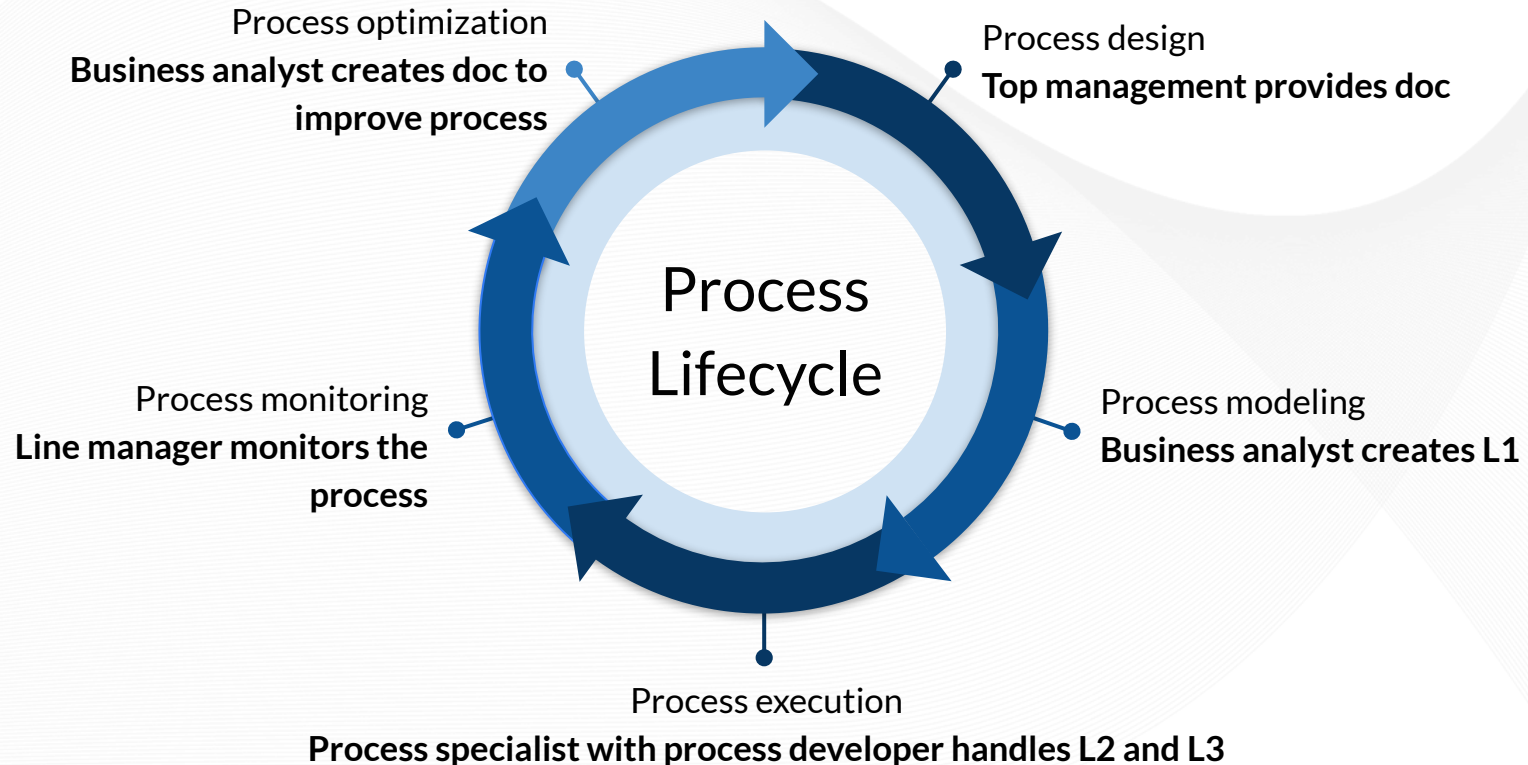 Process optimization
Business analyst creates doc to
improve process
Process design
Top management provides doc
Process
Lifecycle
Process monitoring
Line manager monitors the
process
Process modeling
Business analyst creates L1
Process execution
Process specialist with process developer handles L2 and L3